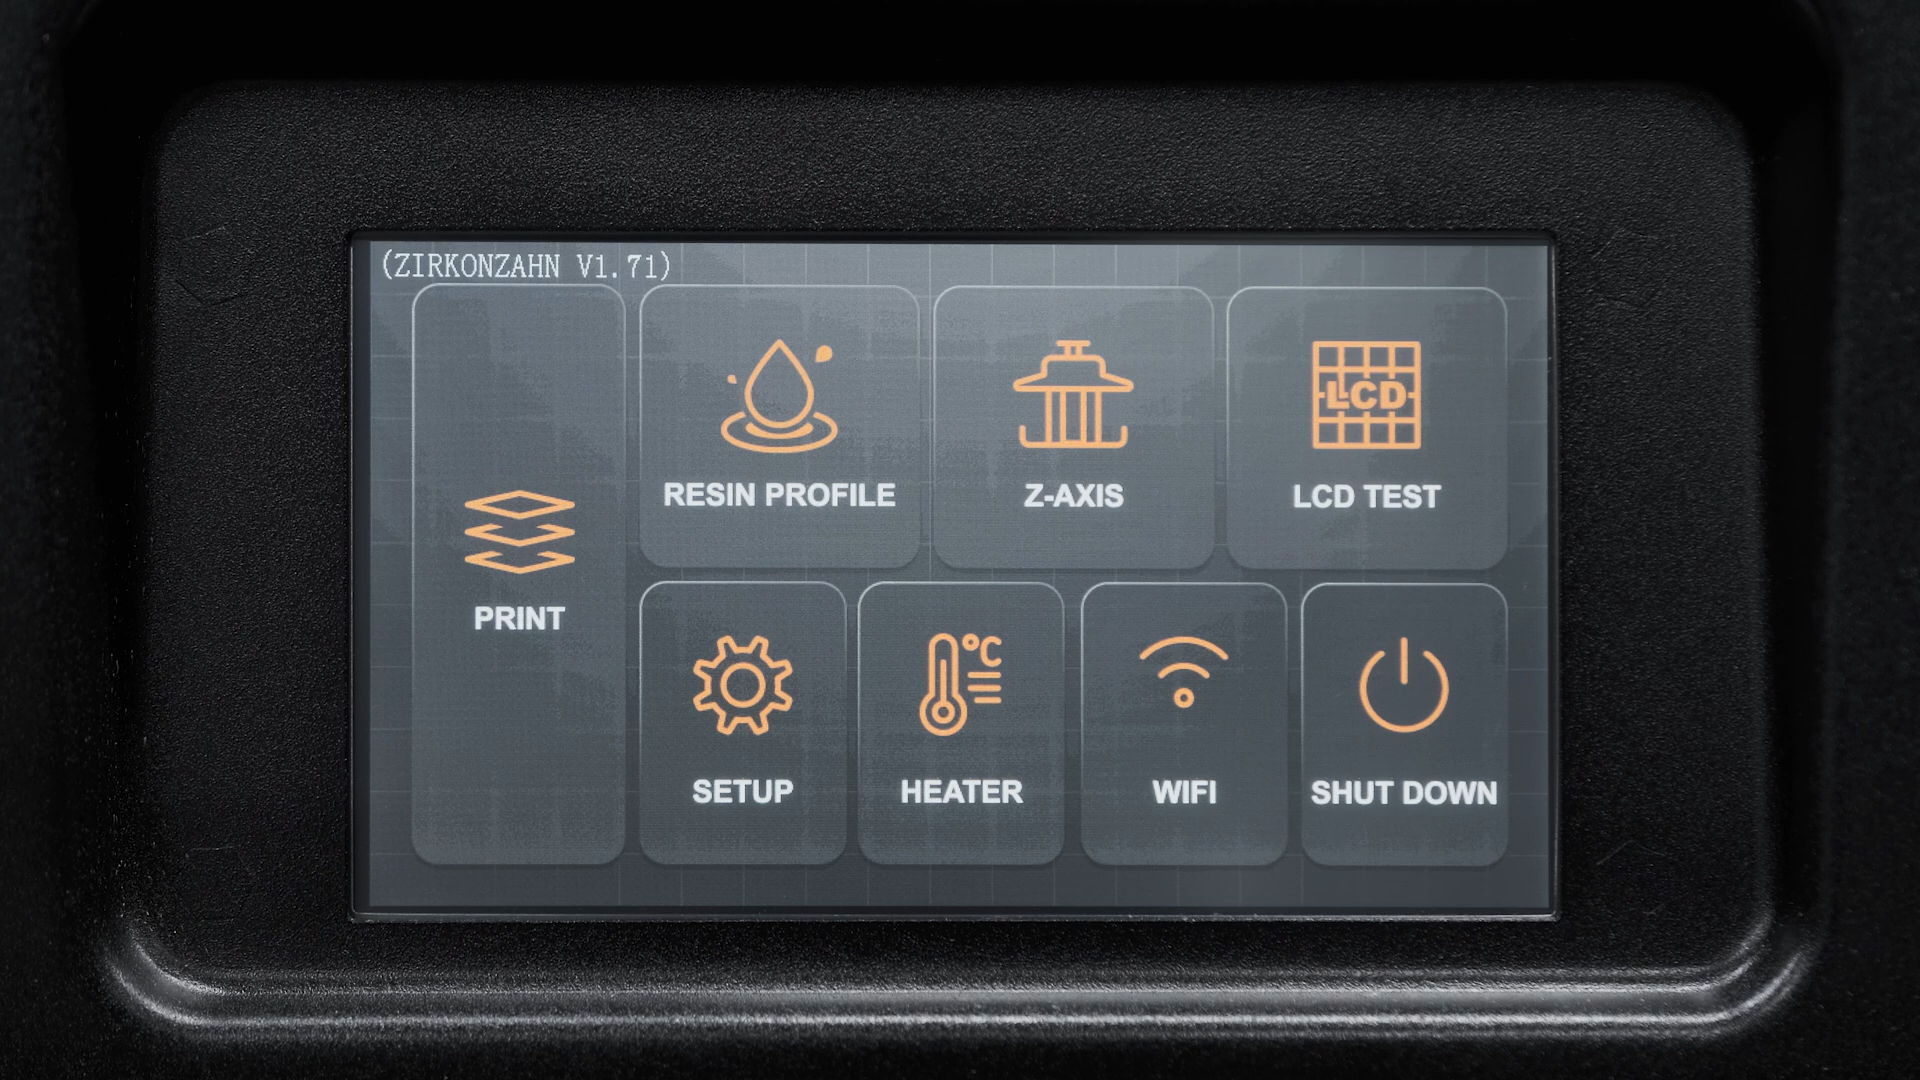 (ZIRKONZAHN V1.71)
PRINT
RESIN PROFILE
Z-AXIS
LCD
LCD TEST
SETUP
°C
HEATER
WIFI
SHUT DOWN